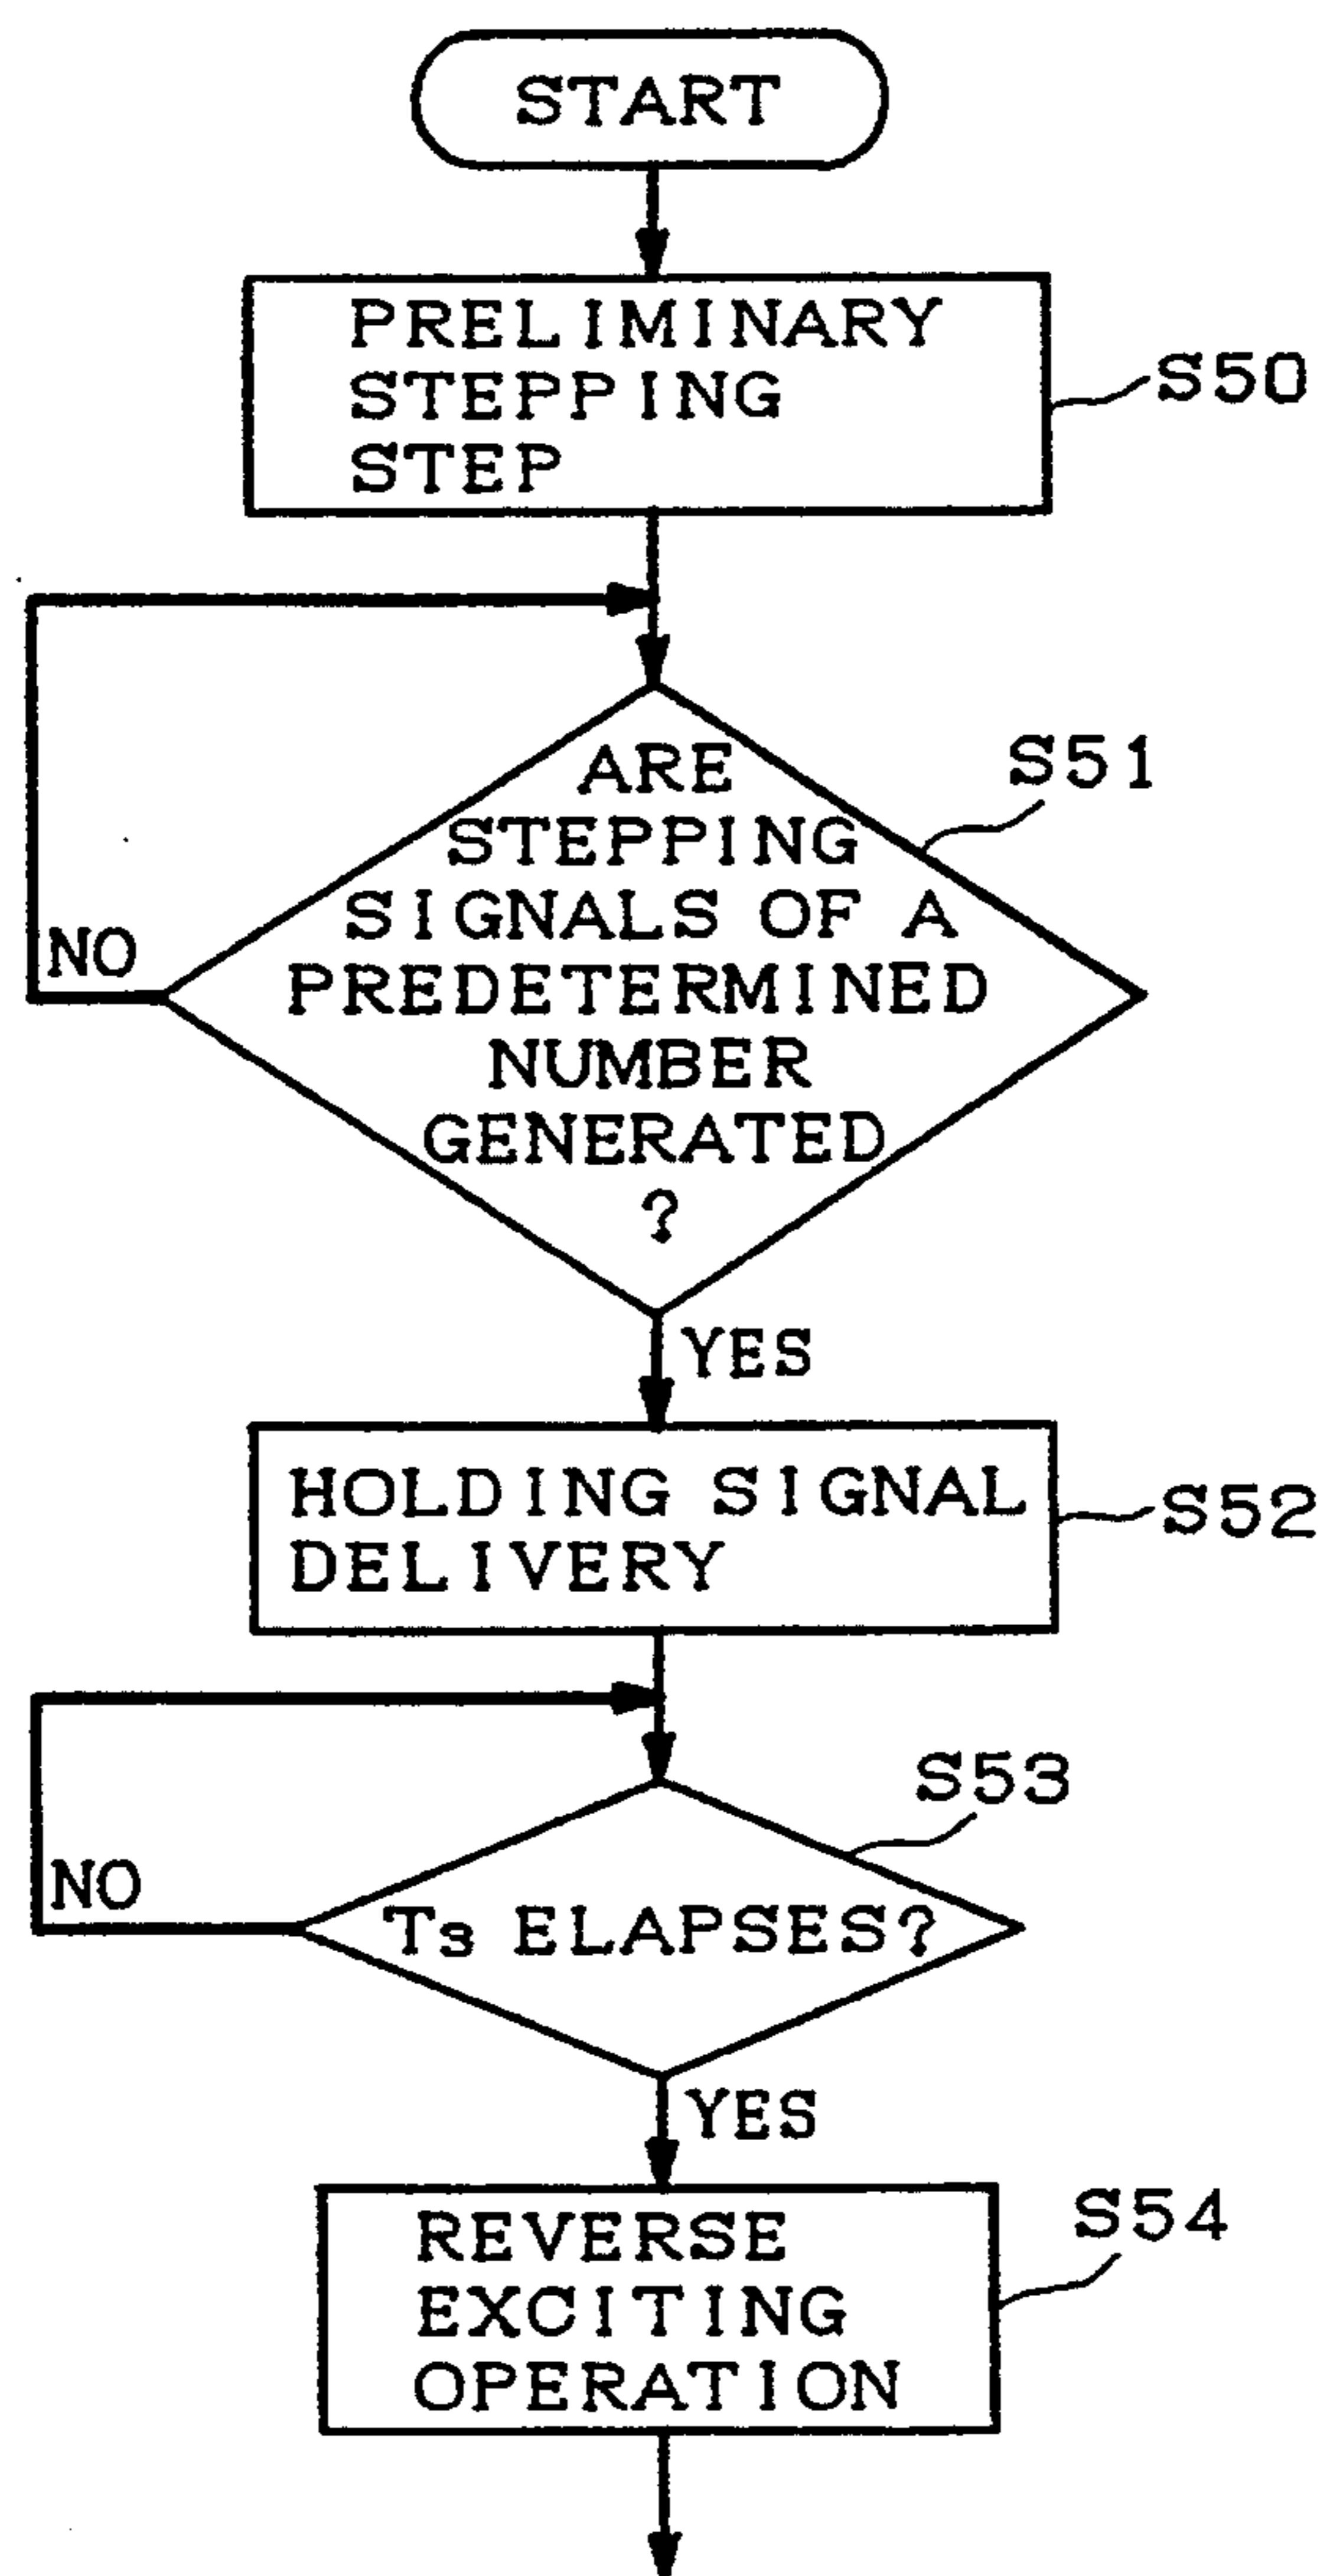 START
PRELIMINARY
STEPPING
STEP
S50
ARE
STEPPING
SIGNALS OF A
PREDETERMINED
NUMBER
GENERATED
?
S51
NO
YES
HOLDING SIGNAL
DELIVERY
S52
S53
T₃ ELAPSES?
NO
YES
REVERSE
EXCITING
OPERATION
S54